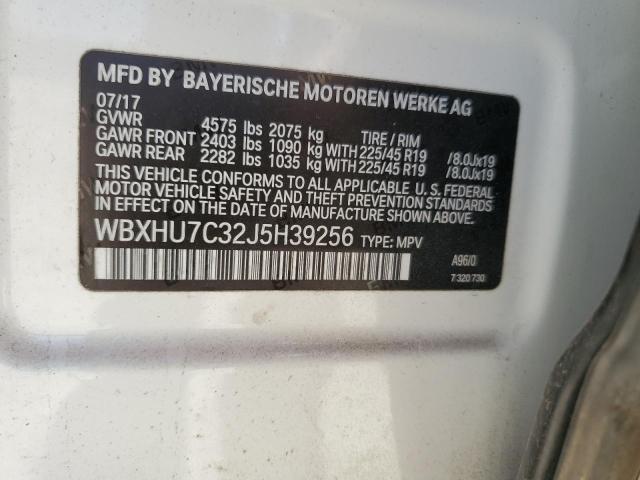 MFD BY BAYERISCHE MOTOREN WERKE AG
07/17
GVWR 4575 lbs 2075 kg TIRE / RIM
GAWR FRONT 2403 lbs 1090 kg WITH 225/45 R19 /8.0Jx19
GAWR REAR 2282 lbs 1035 kg WITH 225/45 R19 /8.0Jx19
THIS VEHICLE CONFORMS TO ALL APPLICABLE U. S. FEDERAL
MOTOR VEHICLE SAFETY AND THEFT PREVENTION STANDARDS
IN EFFECT ON DATE OF MANUFACTURE SHOWN ABOVE.
WBXHU7C32J5H39256 TYPE: MPV
A96/0
7 320 730